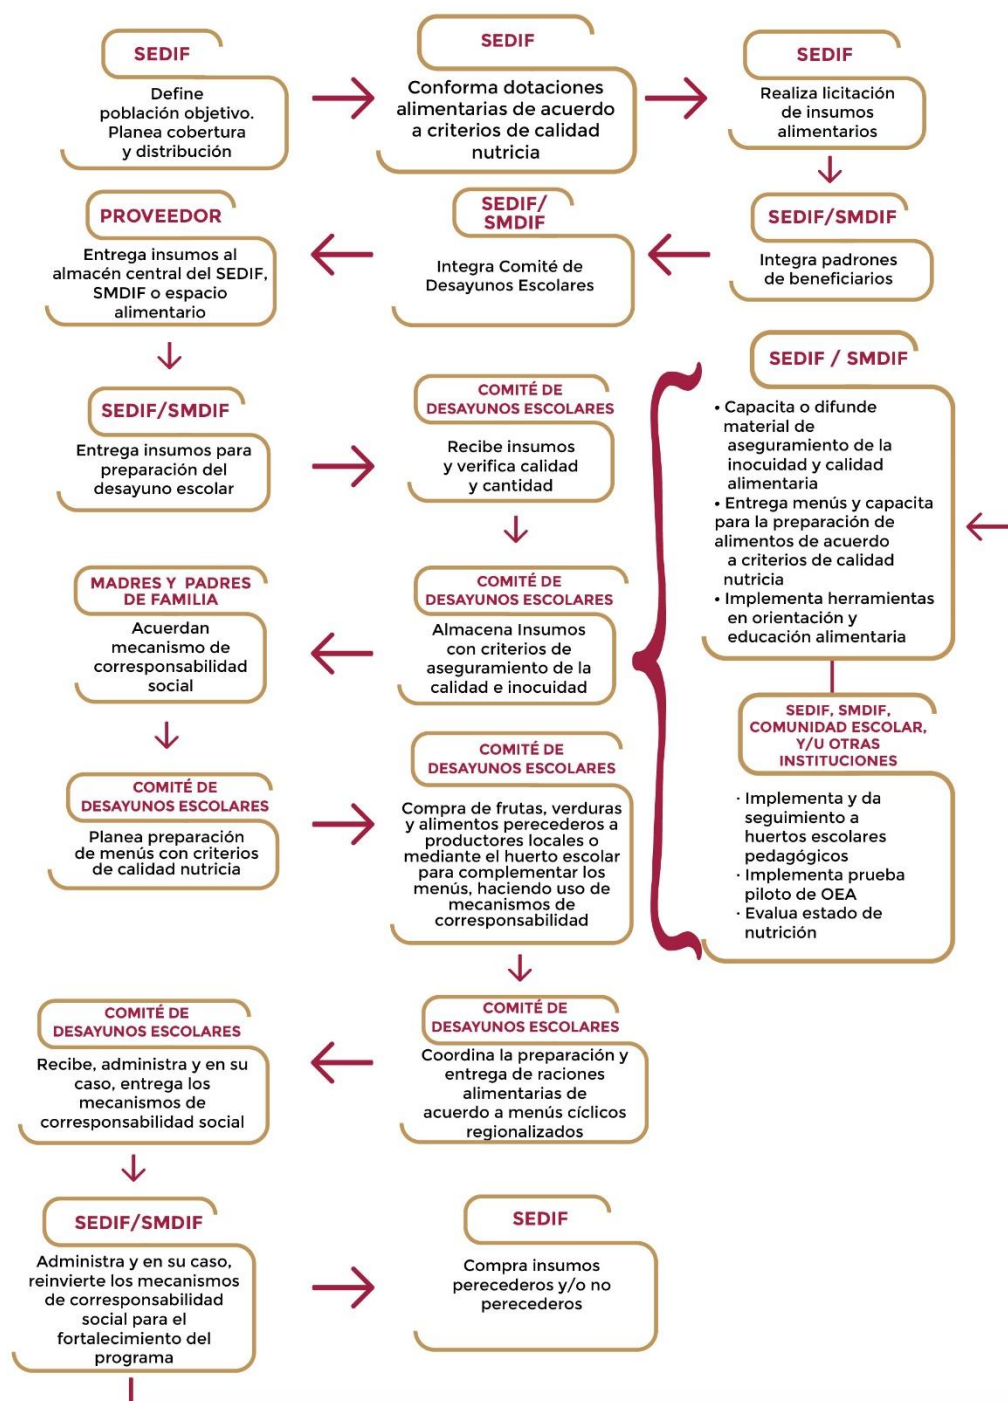 SEDIF
Define
población objetivo.
Planea cobertura
y distribución
SEDIF
Conforma dotaciones
alimentarias de acuerdo
a criterios de calidad
nutricia
SEDIF
Realiza licitación
de insumos
alimentarios
SEDIF/SMDIF
Integra padrones
de beneficiarios
SEDIF/
SMDIF
Integra Comité de
Desayunos Escolares
PROVEEDOR
Entrega insumos al
almacén central del SEDIF,
SMDIF o espacio
alimentario
SEDIF/SMDIF
Entrega insumos para
preparación del
desayuno escolar
COMITÉ DE
DESAYUNOS ESCOLARES
Recibe insumos
y verifica calidad
y cantidad
COMITÉ DE
DESAYUNOS ESCOLARES
Almacena Insumos
con criterios de
aseguramiento de la
calidad e inocuidad
MADRES Y PADRES
DE FAMILIA
Acuerdan
mecanismo de
corresponsabilidad
social
COMITÉ DE
DESAYUNOS ESCOLARES
Planea preparación
de menús con criterios
de calidad nutricia
COMITÉ DE
DESAYUNOS ESCOLARES
Compra de frutas, verduras
y alimentos perecederos a
productores locales o
mediante el huerto escolar
para complementar los
menús, haciendo uso de
mecanismos de
corresponsabilidad
SEDIF / SMDIF
• Capacita o difunde
material de
aseguramiento de la
inocuidad y calidad
alimentaria
• Entrega menús y capacita
para la preparación de
alimentos de acuerdo
a criterios de calidad
nutricia
• Implementa herramientas
en orientación y
educación alimentaria
SEDIF, SMDIF,
COMUNIDAD ESCOLAR,
Y/U OTRAS
INSTITUCIONES
· Implementa y da
seguimiento a
huertos escolares
pedagógicos
· Implementa prueba
piloto de OEA
· Evalua estado de
nutrición
COMITÉ DE
DESAYUNOS ESCOLARES
Coordina la preparación y
entrega de raciones
alimentarias de
acuerdo a menús cíclicos
regionalizados
COMITÉ DE
DESAYUNOS ESCOLARES
Recibe, administra y en su
caso, entrega los
mecanismos de
corresponsabilidad social
SEDIF/SMDIF
Administra y en su caso,
reinvierte los mecanismos
de corresponsabilidad
social para el
fortalecimiento del
programa
SEDIF
Compra insumos
perecederos y/o no
perecederos